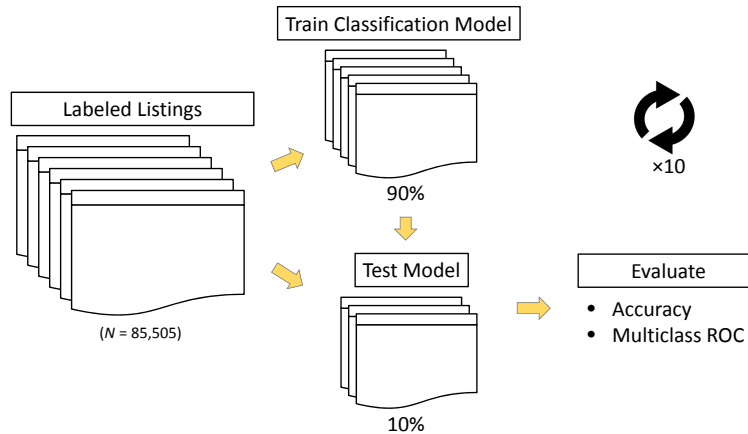 Train Classification Model
Labeled Listings
×10
90%
Test Model
Evaluate
• Accuracy
• Multiclass ROC
(N = 85,505)
10%